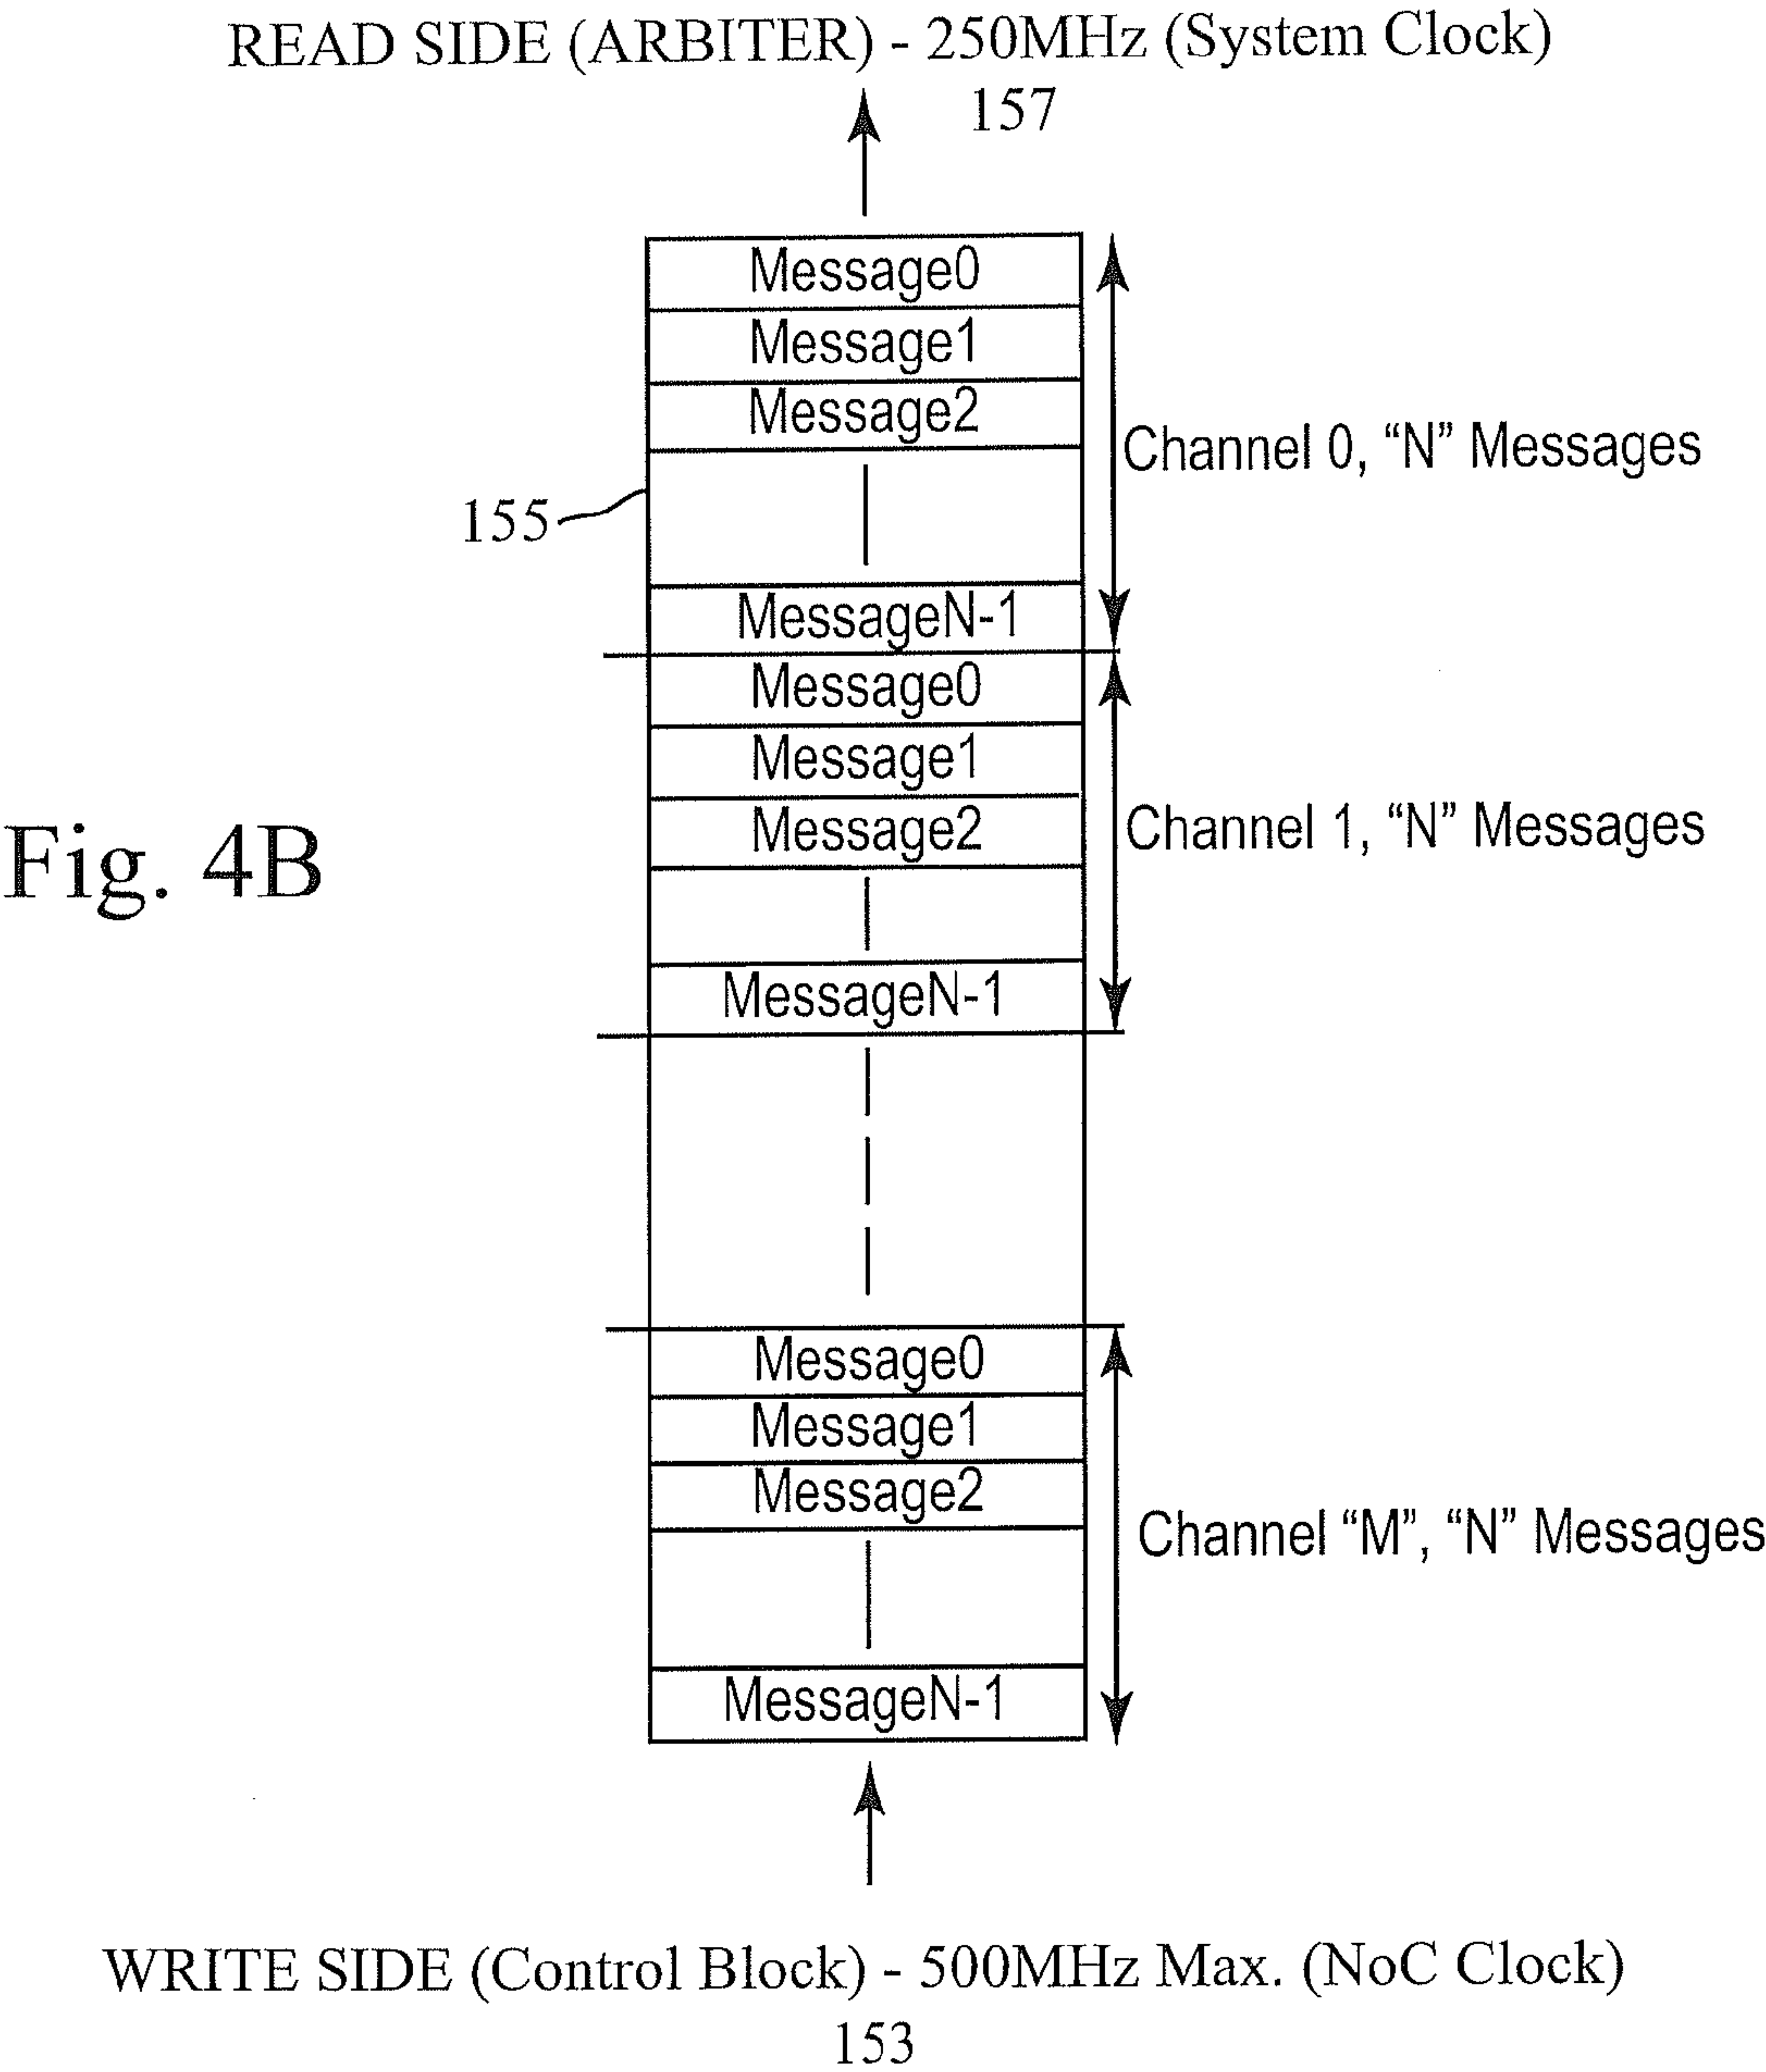 READ SIDE (ARBITER) - 250MHz (System Clock)
157
Message0
Message1
Message2
Channel 0, “N” Messages
155
MessageN-1
Message0
Message1
Message2
Channel 1, “N” Messages
Fig. 4B
MessageN-1
Message0
Message1
Message2
Channel “M”, “N” Messages
MessageN-1
WRITE SIDE (Control Block) - 500MHz Max. (NoC Clock)
153